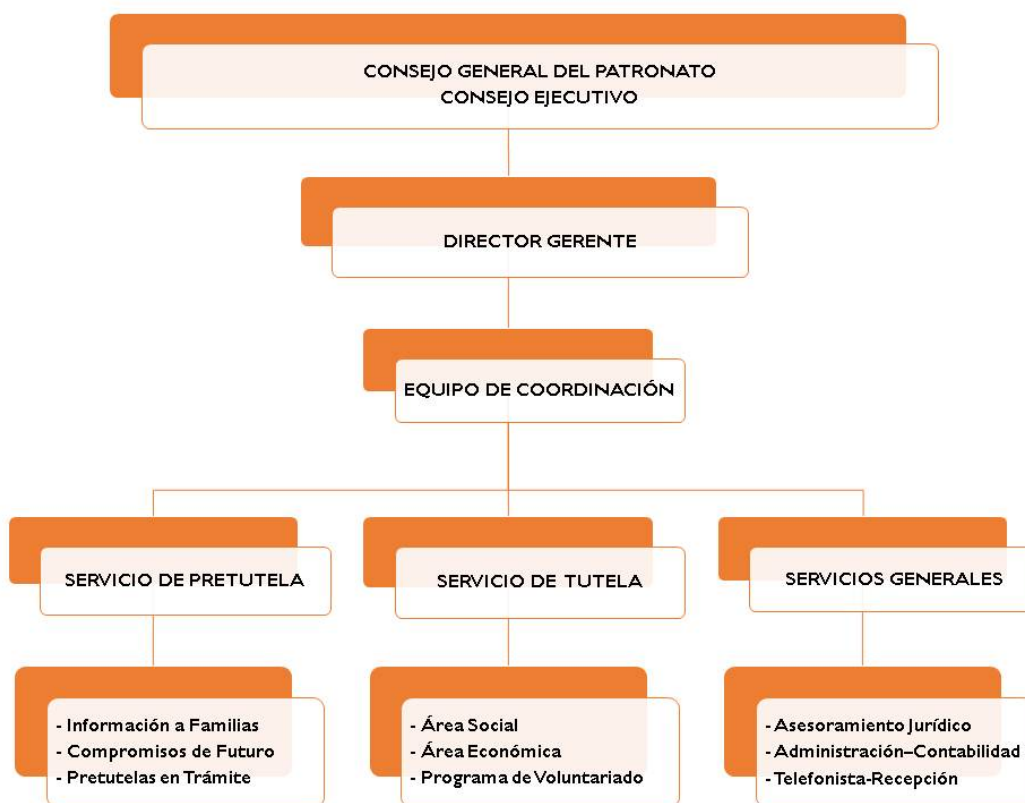 CONSEJO GENERAL DEL PATRONATO
CONSEJO EJECUTIVO
DIRECTOR GERENTE
EQUIPO DE COORDINACIÓN
SERVICIO DE PRETUTELA
SERVICIO DE TUTELA
SERVICIOS GENERALES
- Información a Familias
- Compromisos de Futuro
- Pretutelas en Trámite
- Área Social
- Área Económica
- Programa de Voluntariado
- Asesoramiento Jurídico
- Administración–Contabilidad
- Telefonista-Recepción